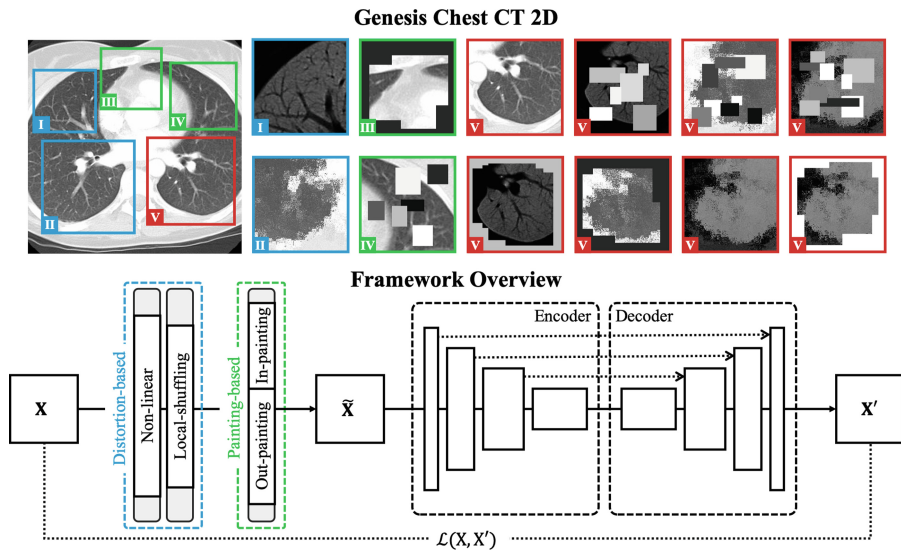 Genesis Chest CT 2D
I
III
IV
II
V
I
III
V
V
V
V
II
IV
V
V
V
V
Framework Overview
Distortion-based
Non-linear
Local-shuffling
Painting-based
In-painting
Out-painting
Encoder
Decoder
X
X̃
X′
ℒ(X, X′)